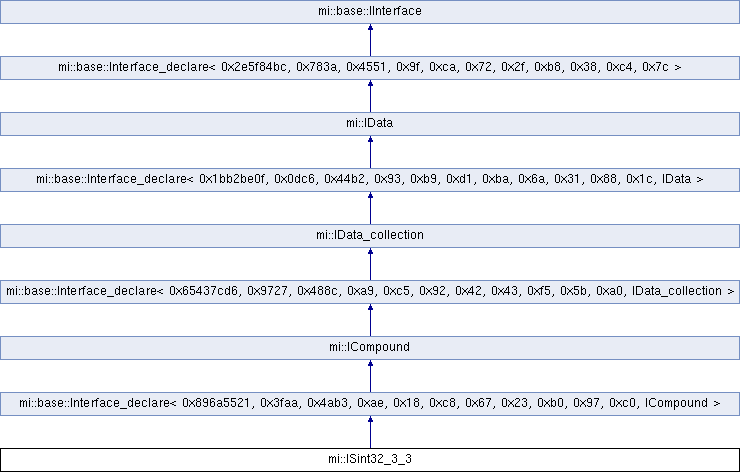 mi::base::IInterface
mi::base::Interface_declare< 0x2e5f84bc, 0x783a, 0x4551, 0x9f, 0xca, 0x72, 0x2f, 0xb8, 0x38, 0xc4, 0x7c >
mi::IData
mi::base::Interface_declare< 0x1bb2be0f, 0x0dc6, 0x44b2, 0x93, 0xb9, 0xd1, 0xba, 0x6a, 0x31, 0x88, 0x1c, IData >
mi::IData_collection
mi::base::Interface_declare< 0x65437cd6, 0x9727, 0x488c, 0xa9, 0xc5, 0x92, 0x42, 0x43, 0xf5, 0x5b, 0xa0, IData_collection >
mi::ICompound
mi::base::Interface_declare< 0x896a5521, 0x3faa, 0x4ab3, 0xae, 0x18, 0xc8, 0x67, 0x23, 0xb0, 0x97, 0xc0, ICompound >
mi::ISint32_3_3